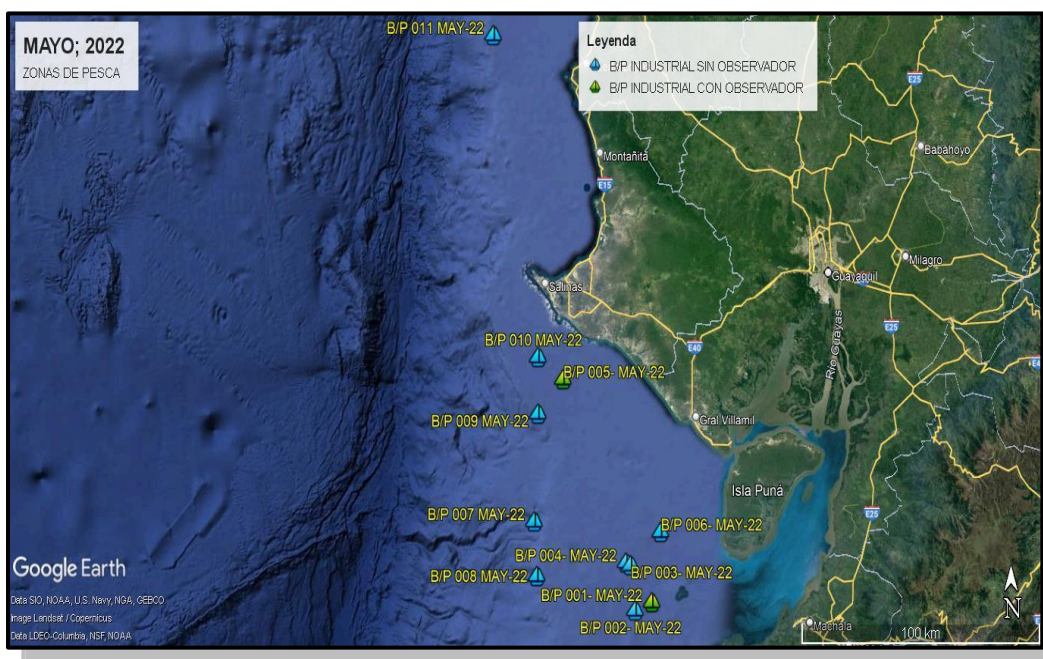 B/P 011 MAY-22
MAYO; 2022
ZONAS DE PESCA
Leyenda
B/P INDUSTRIAL SIN OBSERVADOR
B/P INDUSTRIAL CON OBSERVADOR
E25
Babahoyo
Montañita
E15
Milagro
Guayaquil
Salinas
E25
Río Guayas
B/P 010 MAY-22
E40
B/P 005- MAY-22
B/P 009 MAY-22
Gral Villamil
Isla Puná
E25
B/P 007 MAY-22
B/P 006- MAY-22
B/P 004- MAY-22
B/P 003- MAY-22
B/P 008 MAY-22
B/P 001- MAY-22
B/P 002- MAY-22
Google Earth
Data SIO, NOAA, U.S. Navy, NGA, GEBCO
Image Landsat / Copernicus
Data LDEO-Columbia, NSF, NOAA
N
Machala
100 km